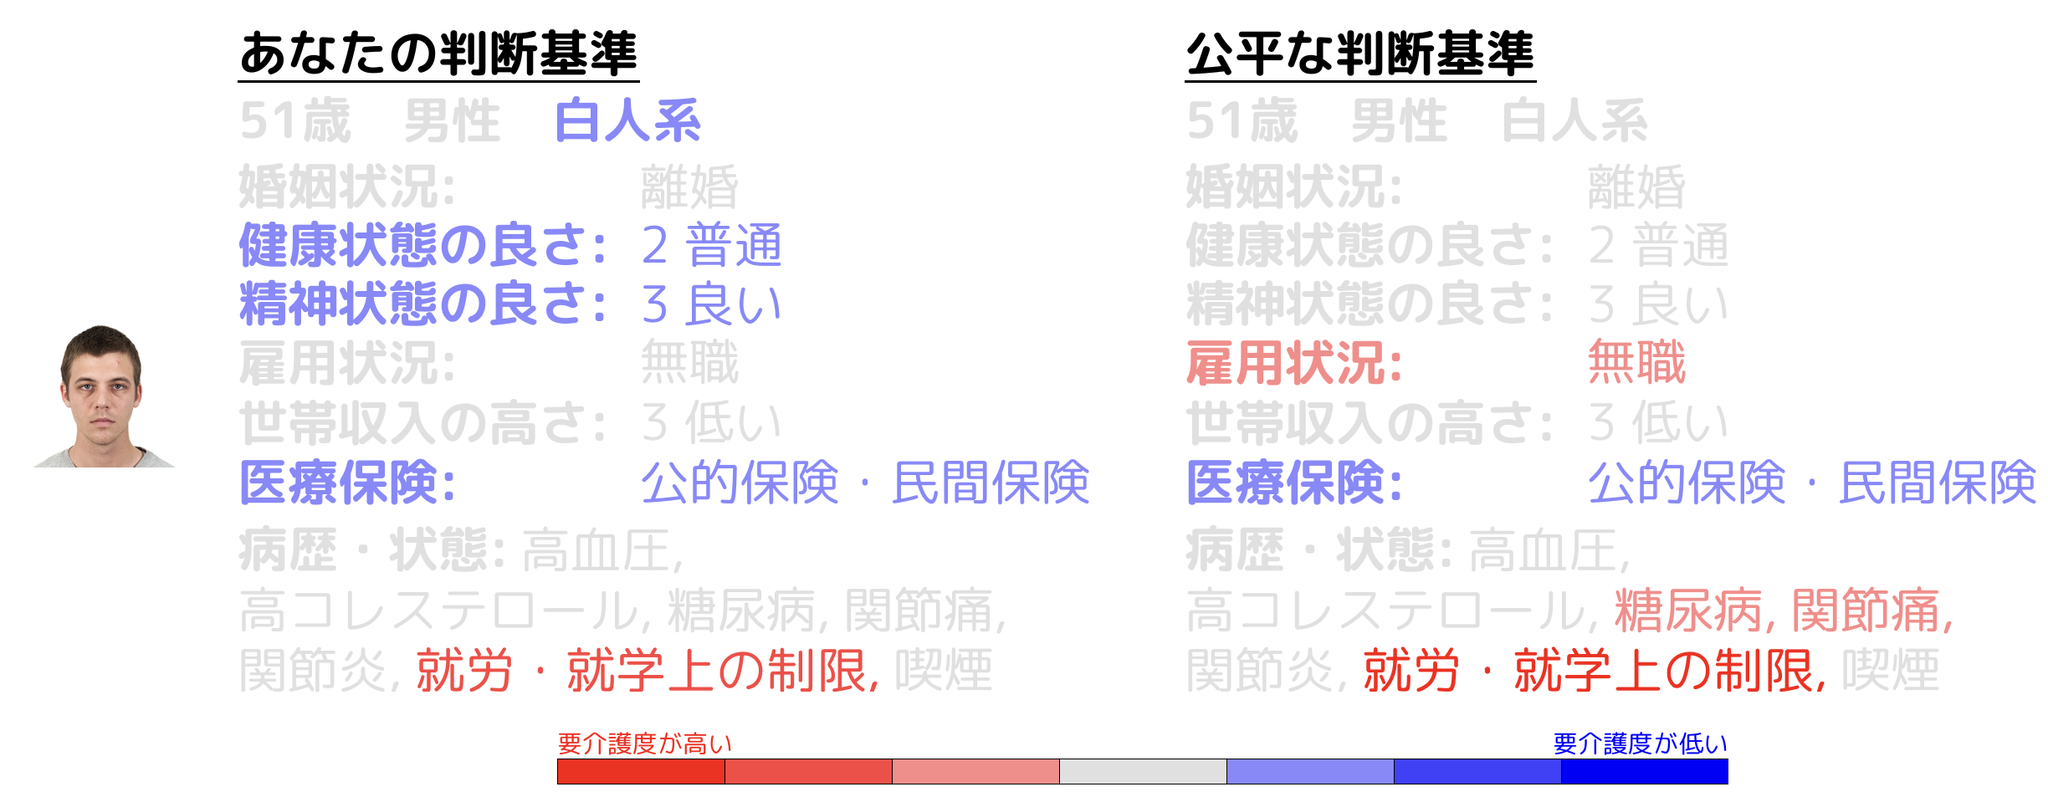 あなたの判断基準
51歳 男性 白人系
婚姻状況: 離婚
健康状態の良さ: 2 普通
精神状態の良さ: 3 良い
雇用状況: 無職
世帯収入の高さ: 3 低い
医療保険: 公的保険・民間保険
病歴・状態: 高血圧,
高コレステロール, 糖尿病, 関節痛,
関節炎, 就労・就学上の制限, 喫煙
公平な判断基準
51歳 男性 白人系
婚姻状況: 離婚
健康状態の良さ: 2 普通
精神状態の良さ: 3 良い
雇用状況: 無職
世帯収入の高さ: 3 低い
医療保険: 公的保険・民間保険
病歴・状態: 高血圧,
高コレステロール, 糖尿病, 関節痛,
関節炎, 就労・就学上の制限, 喫煙
要介護度が高い
要介護度が低い